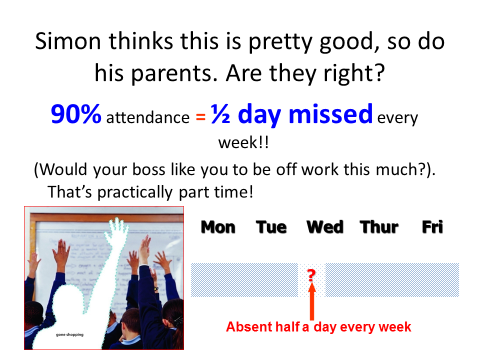 Simon thinks this is pretty good, so do
his parents. Are they right?
90% attendance = ½ day missed every
week!!
(Would your boss like you to be off work this much?).
That’s practically part time!
Mon Tue Wed Thur Fri
?
gone shopping
Absent half a day every week